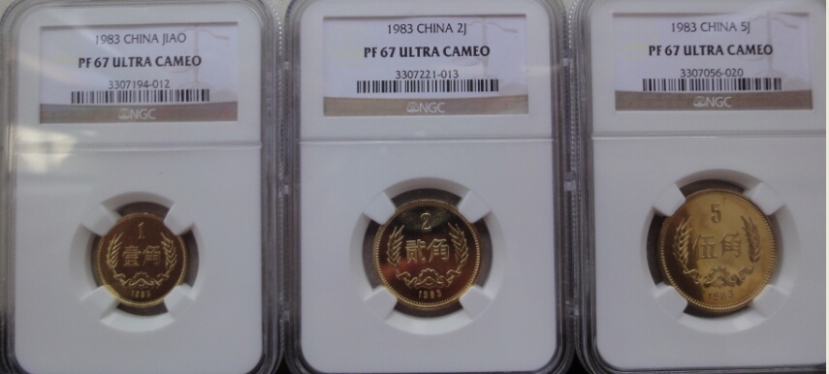 1983 CHINA JIAO
PF 67 ULTRA CAMEO
3307194-012
NGC
1
壹角
1983
1983 CHINA 2J
PF 67 ULTRA CAMEO
3307221-013
NGC
2
贰角
1983
1983 CHINA 5J
PF 67 ULTRA CAMEO
3307056-020
NGC
5
伍角
1983